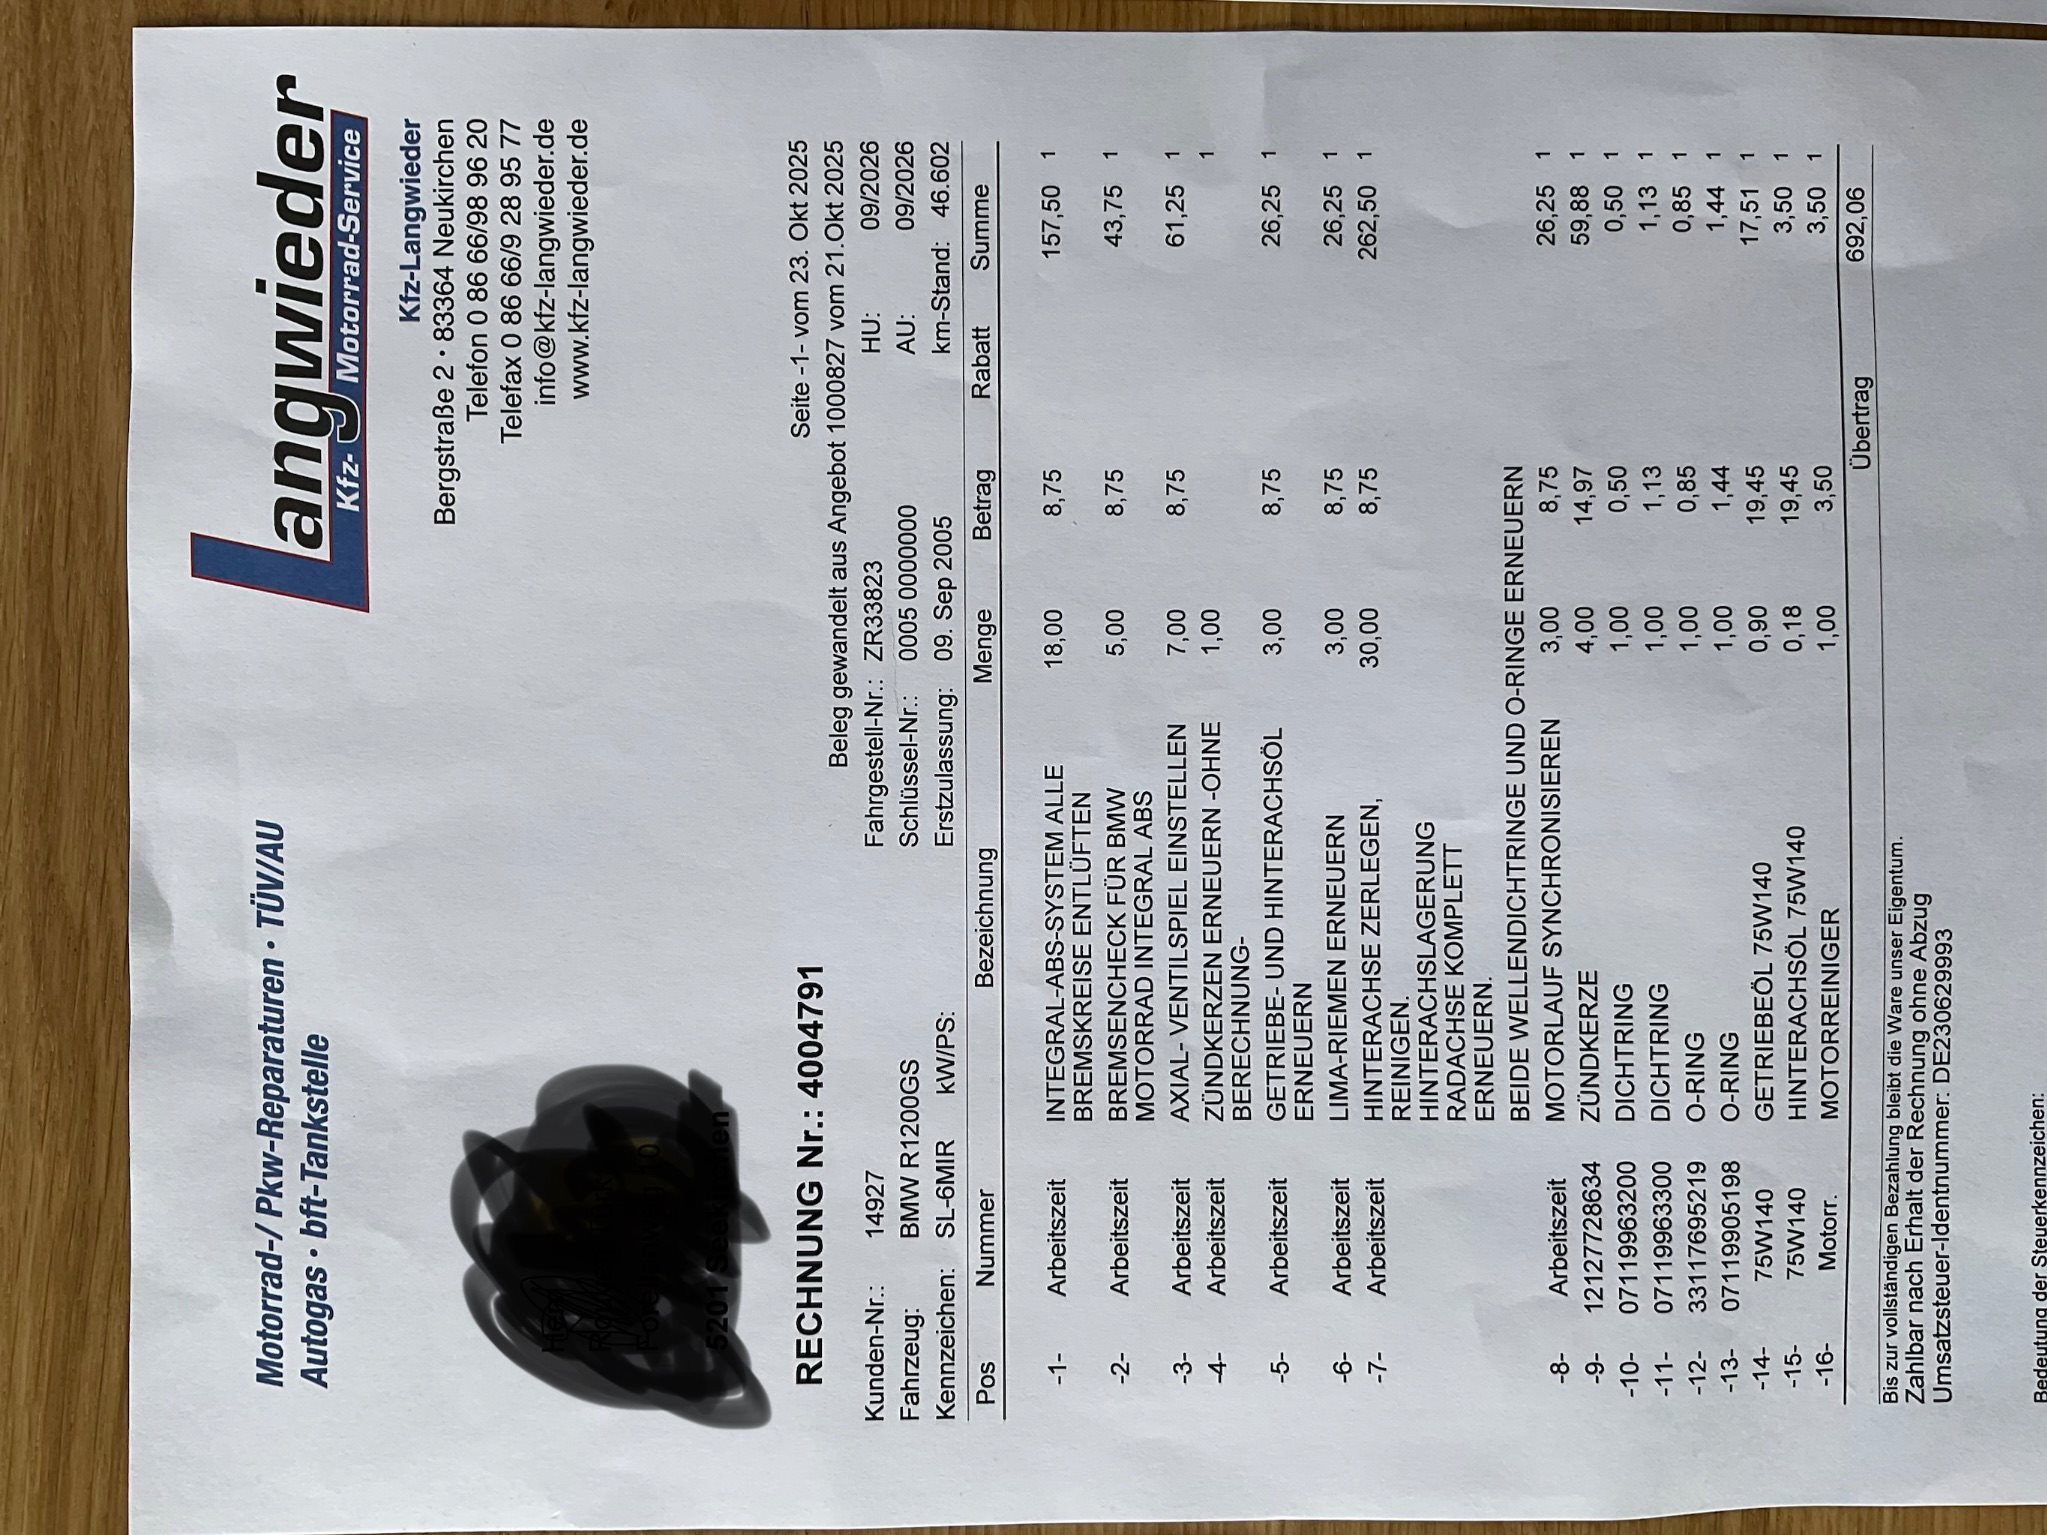 Motorrad-/ Pkw-Reparaturen • TÜV/AU
Autogas • bft-Tankstelle
Langwieder
Kfz- Motorrad-Service
Kfz-Langwieder
Bergstraße 2 • 83364 Neukirchen
Telefon 0 86 66/98 96 20
Telefax 0 86 66/9 28 95 77
info@kfz-langwieder.de
www.kfz-langwieder.de
RECHNUNG Nr.: 4004791
Seite -1- vom 23. Okt 2025
Beleg gewandelt aus Angebot 1000827 vom 21.Okt 2025
Kunden-Nr.: 14927 Fahrgestell-Nr.: ZR33823 HU: 09/2026
Fahrzeug: BMW R1200GS Schlüssel-Nr.: 0005 0000000 AU: 09/2026
Kennzeichen: SL-6MIR kW/PS: Erstzulassung: 09. Sep 2005 km-Stand: 46.602
Pos Nummer Bezeichnung Menge Betrag Rabatt Summe
-1- Arbeitszeit INTEGRAL-ABS-SYSTEM ALLE 18,00 8,75 157,50 1
BREMSKREISE ENTLÜFTEN
-2- Arbeitszeit BREMSENCHECK FÜR BMW 5,00 8,75 43,75 1
MOTORRAD INTEGRAL ABS
-3- Arbeitszeit AXIAL- VENTILSPIEL EINSTELLEN 7,00 8,75 61,25 1
-4- Arbeitszeit ZÜNDKERZEN ERNEUERN -OHNE 1,00 1
BERECHNUNG-
-5- Arbeitszeit GETRIEBE- UND HINTERACHSÖL 3,00 8,75 26,25 1
ERNEUERN
-6- Arbeitszeit LIMA-RIEMEN ERNEUERN 3,00 8,75 26,25 1
-7- Arbeitszeit HINTERACHSE ZERLEGEN, 30,00 8,75 262,50 1
REINIGEN.
HINTERACHSLAGERUNG
RADACHSE KOMPLETT
ERNEUERN.
BEIDE WELLENDICHTRINGE UND O-RINGE ERNEUERN
-8- Arbeitszeit MOTORLAUF SYNCHRONISIEREN 3,00 8,75 26,25 1
-9- 12127728634 ZÜNDKERZE 4,00 14,97 59,88 1
-10- 07119963200 DICHTRING 1,00 0,50 0,50 1
-11- 07119963300 DICHTRING 1,00 1,13 1,13 1
-12- 33117695219 O-RING 1,00 0,85 0,85 1
-13- 07119905198 O-RING 1,00 1,44 1,44 1
-14- 75W140 GETRIEBEÖL 75W140 0,90 19,45 17,51 1
-15- 75W140 HINTERACHSÖL 75W140 0,18 19,45 3,50 1
-16- Motorr. MOTORREINIGER 1,00 3,50 3,50 1
Übertrag 692,06
Bis zur vollständigen Bezahlung bleibt die Ware unser Eigentum.
Zahlbar nach Erhalt der Rechnung ohne Abzug
Umsatzsteuer-Identnummer: DE230629993
Bedeutung der Steuerkennzeichen: